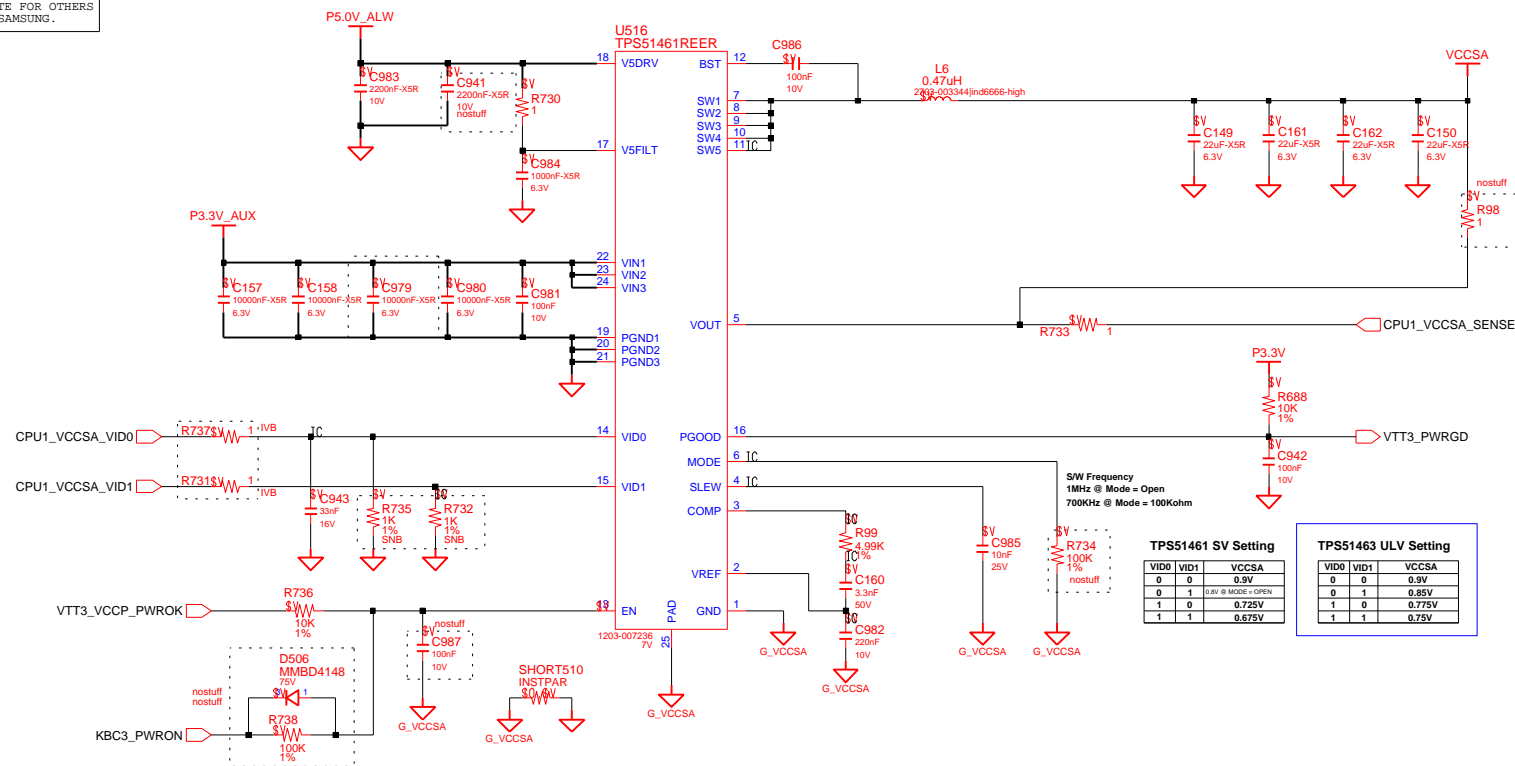 TE FOR OTHERS
SAMSUNG.
P5.0V_ALW
U516
TPS51461REER
18 V5DRV
BST 12
C986
$V
100nF
10V
L6
0.47uH
2703-003344|ind6666-high
VCCSA
$V
C983
2200nF-X5R
10V
$V
C941
2200nF-X5R
10V
nostuff
$V
R730
1
SW1 7
SW2 8
SW3 9
SW4 10
SW5 11 IC
17 V5FILT
$V
C984
1000nF-X5R
6.3V
$V
C149
22uF-X5R
6.3V
$V
C161
22uF-X5R
6.3V
$V
C162
22uF-X5R
6.3V
$V
C150
22uF-X5R
6.3V
nostuff
$V
R98
1
P3.3V_AUX
22 VIN1
23 VIN2
24 VIN3
$V
C157
10000nF-X5R
6.3V
$V
C158
10000nF-X5R
6.3V
$V
C979
10000nF-X5R
6.3V
$V
C980
10000nF-X5R
6.3V
$V
C981
100nF
10V
19 PGND1
20 PGND2
21 PGND3
VOUT 5
R733 $V 1
CPU1_VCCSA_SENSE
P3.3V
$V
R688
10K
1%
CPU1_VCCSA_VID0
R737 $V 1 IVB
IC
14 VID0
PGOOD 16
VTT3_PWRGD
$V
C942
100nF
10V
CPU1_VCCSA_VID1
R731 $V 1
IVB
15 VID1
MODE 6 IC
SLEW 4 IC
COMP 3
S/W Frequency
1MHz @ Mode = Open
700KHz @ Mode = 100Kohm
$V
C943
33nF
16V
$V
R735
1K
1%
SNB
R732
1K
1%
SNB
R99
4.99K
1%
IC
$V
C160
3.3nF
50V
$V
C985
10nF
25V
$V
R734
100K
1%
nostuff
TPS51461 SV Setting
VID0 VID1 VCCSA
0 0 0.9V
0 1 0.8V @ MODE = OPEN
1 0 0.725V
1 1 0.675V
TPS51463 ULV Setting
VID0 VID1 VCCSA
0 0 0.9V
0 1 0.85V
1 0 0.775V
1 1 0.75V
VREF 2
VTT3_VCCP_PWROK
R736
$V
10K
1%
13 EN
GND 1
PAD
25
1203-007236
7V
C982
220nF
10V
G_VCCSA
G_VCCSA
G_VCCSA
G_VCCSA
nostuff
$V
C987
100nF
10V
G_VCCSA
D506
MMBD4148
75V
nostuff
nostuff
$V 1
R738
$V
100K
1%
KBC3_PWRON
SHORT510
INSTPAR
G_VCCSA
G_VCCSA